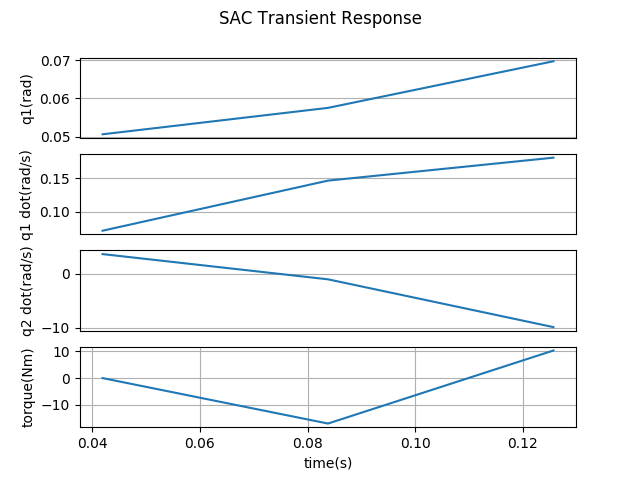 SAC Transient Response
q1(rad)
0.07
0.06
0.05
q1 dot(rad/s)
0.15
0.10
q2 dot(rad/s)
0
−10
torque(Nm)
10
0
−10
0.04 0.06 0.08 0.10 0.12
time(s)